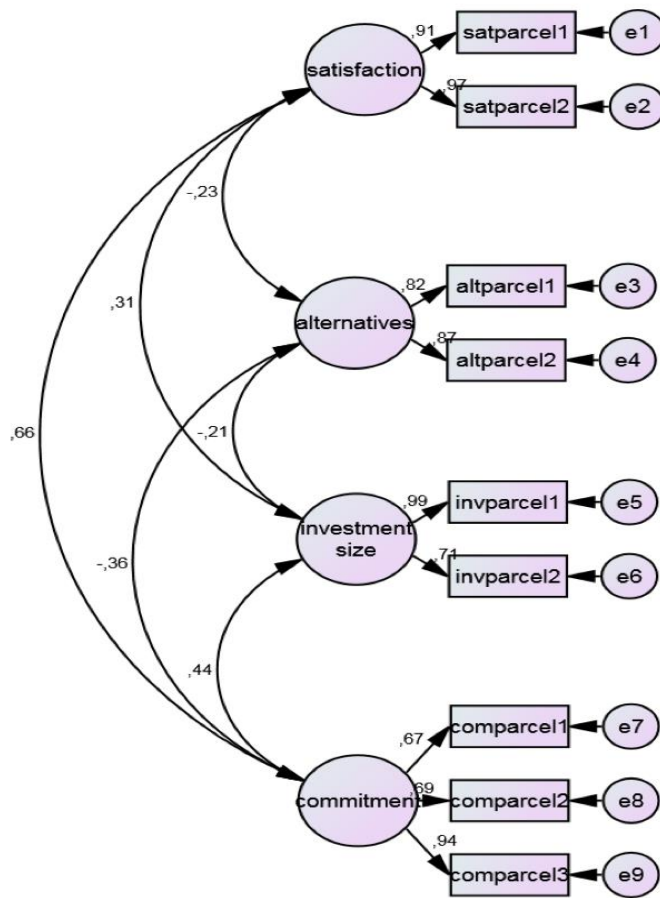 ,91
satparcel1
e1
satisfaction
,97
satparcel2
e2
-,23
,82
altparcel1
e3
,31
alternatives
,87
altparcel2
e4
,66
-,21
,99
invparcel1
e5
investment
size
-,36
,71
invparcel2
e6
,44
,67
comparcel1
e7
commitment
,69
comparcel2
e8
,94
comparcel3
e9